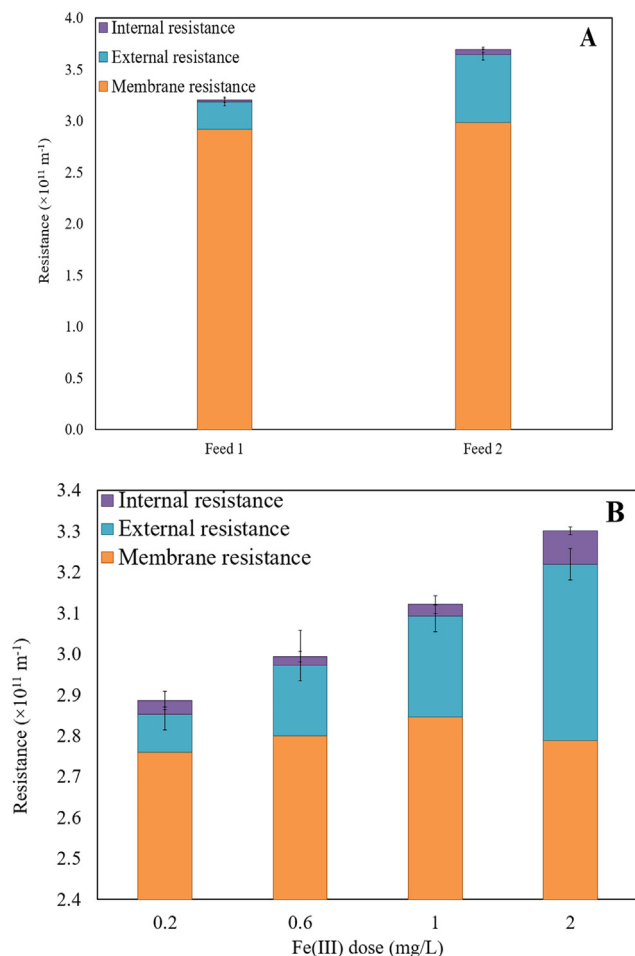 A
Internal resistance
External resistance
Membrane resistance
4.0
3.5
3.0
2.5
2.0
1.5
1.0
0.5
0.0
Resistance (×10¹¹ m⁻¹)
Feed 1 Feed 2
B
Internal resistance
External resistance
Membrane resistance
3.4
3.3
3.2
3.1
3.0
2.9
2.8
2.7
2.6
2.5
2.4
Resistance (×10¹¹ m⁻¹)
0.2 0.6 1 2
Fe(III) dose (mg/L)